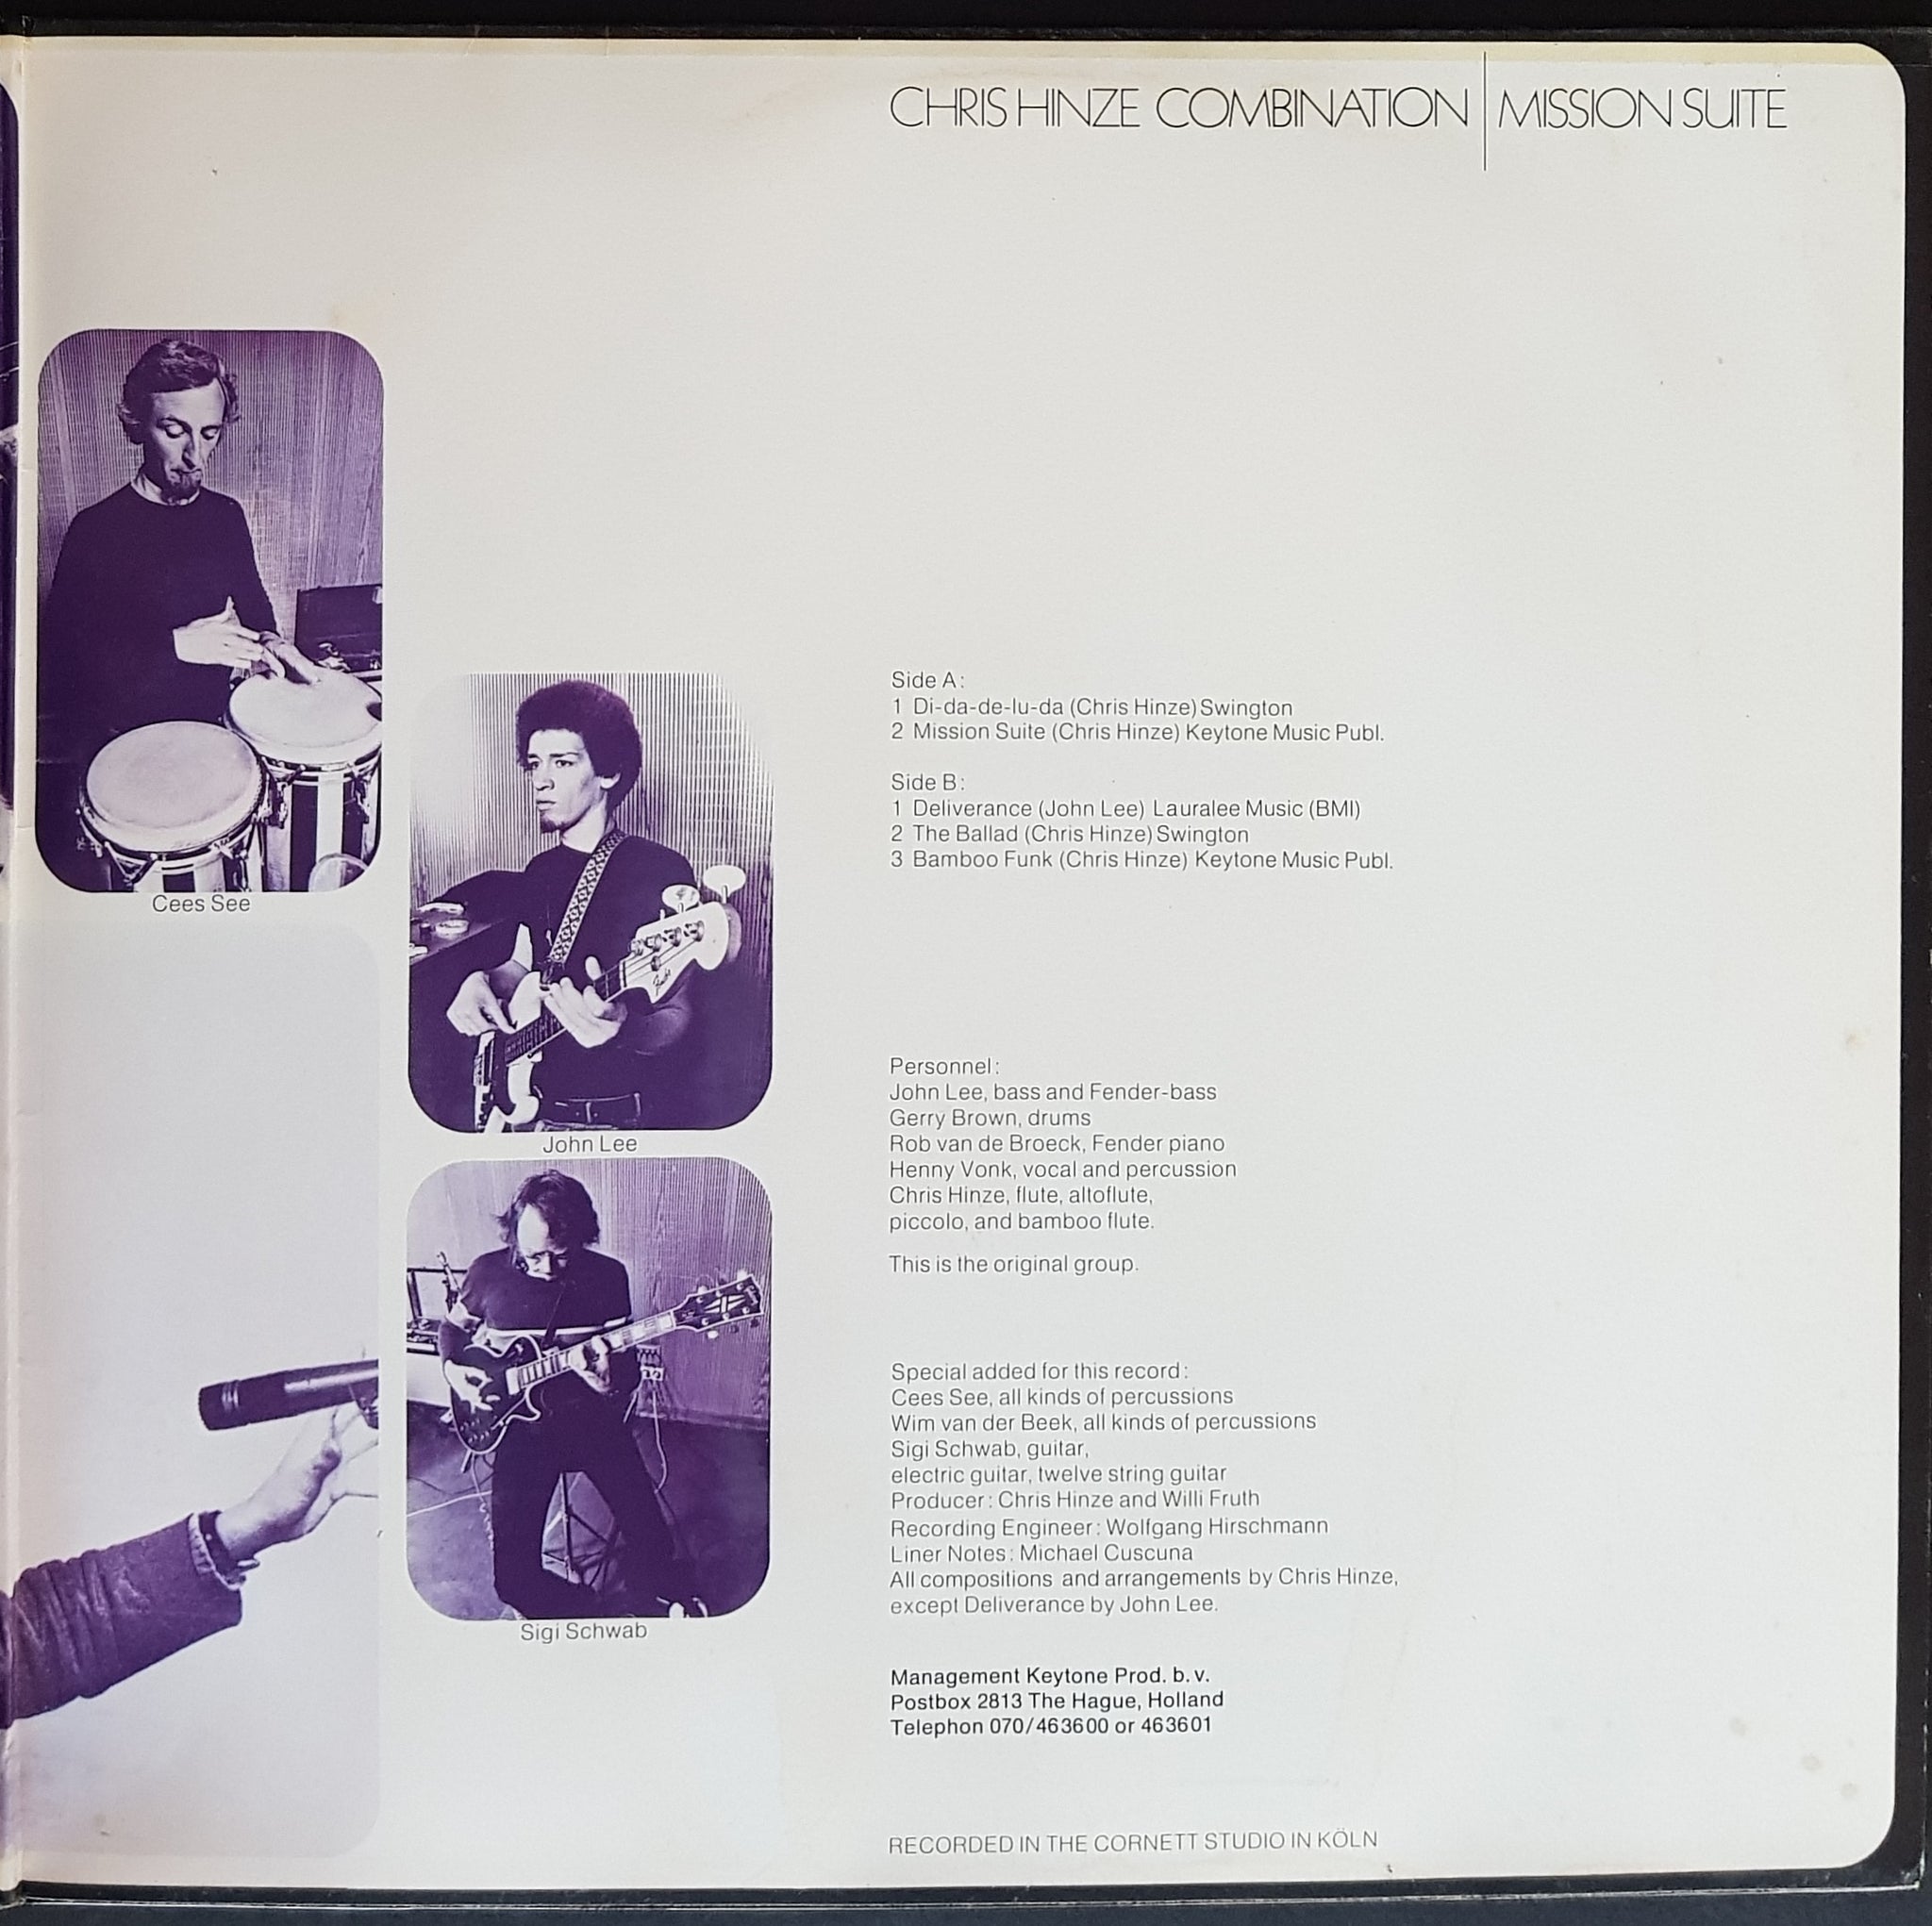 CHRIS HINZE COMBINATION | MISSION SUITE
Cees See
John Lee
Fender
Sigi Schwab
Side A:
1 Di-da-de-lu-da (Chris Hinze) Swington
2 Mission Suite (Chris Hinze) Keytone Music Publ.
Side B:
1 Deliverance (John Lee) Lauralee Music (BMI)
2 The Ballad (Chris Hinze) Swington
3 Bamboo Funk (Chris Hinze) Keytone Music Publ.
Personnel:
John Lee, bass and Fender-bass
Gerry Brown, drums
Rob van de Broeck, Fender piano
Henny Vonk, vocal and percussion
Chris Hinze, flute, altoflute,
piccolo, and bamboo flute.
This is the original group.
Special added for this record:
Cees See, all kinds of percussions
Wim van der Beek, all kinds of percussions
Sigi Schwab, guitar,
electric guitar, twelve string guitar
Producer: Chris Hinze and Willi Fruth
Recording Engineer: Wolfgang Hirschmann
Liner Notes: Michael Cuscuna
All compositions and arrangements by Chris Hinze,
except Deliverance by John Lee.
Management Keytone Prod. b.v.
Postbox 2813 The Hague, Holland
Telephon 070/463600 or 463601
RECORDED IN THE CORNETT STUDIO IN KÖLN